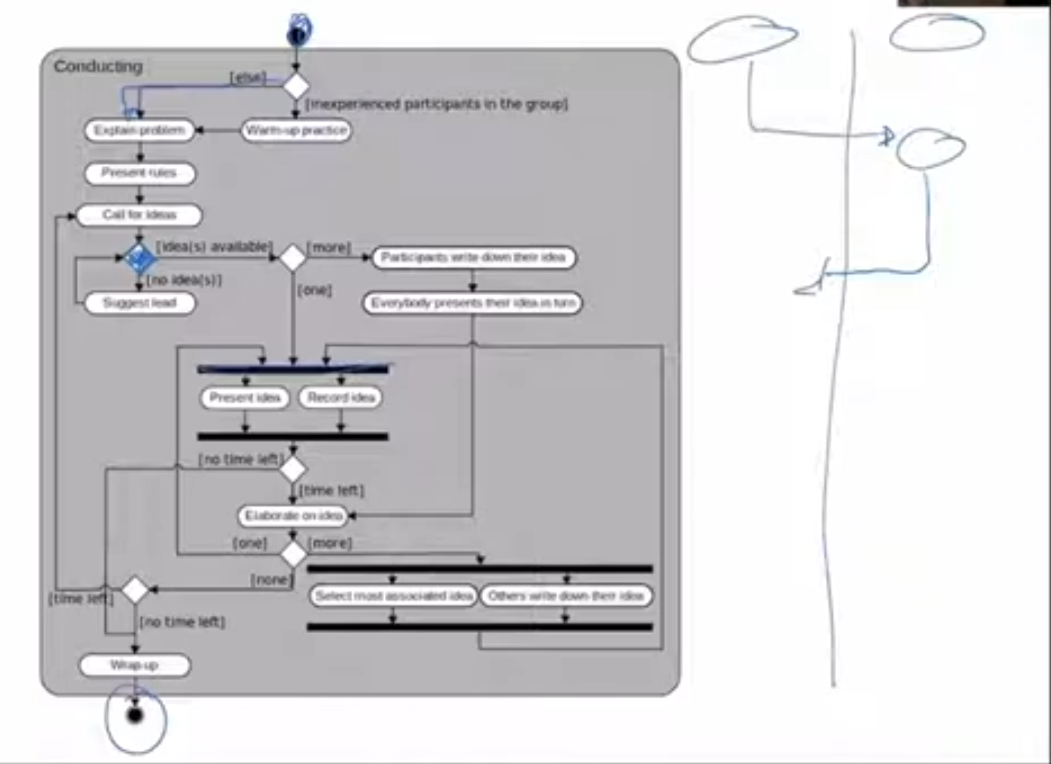 Conducting
[else]
[inexperienced participants in the group]
Explain problem
Warm-up practice
Present rules
Call for ideas
[idea(s) available]
[more]
Participants write down their idea
[no idea(s)]
[one]
Suggest lead
Everybody presents their idea in turn
Present idea
Record idea
[no time left]
[time left]
Elaborate on idea
[one]
[more]
[none]
[time left]
Select most associated idea
Others write down their idea
[no time left]
Wrap-up